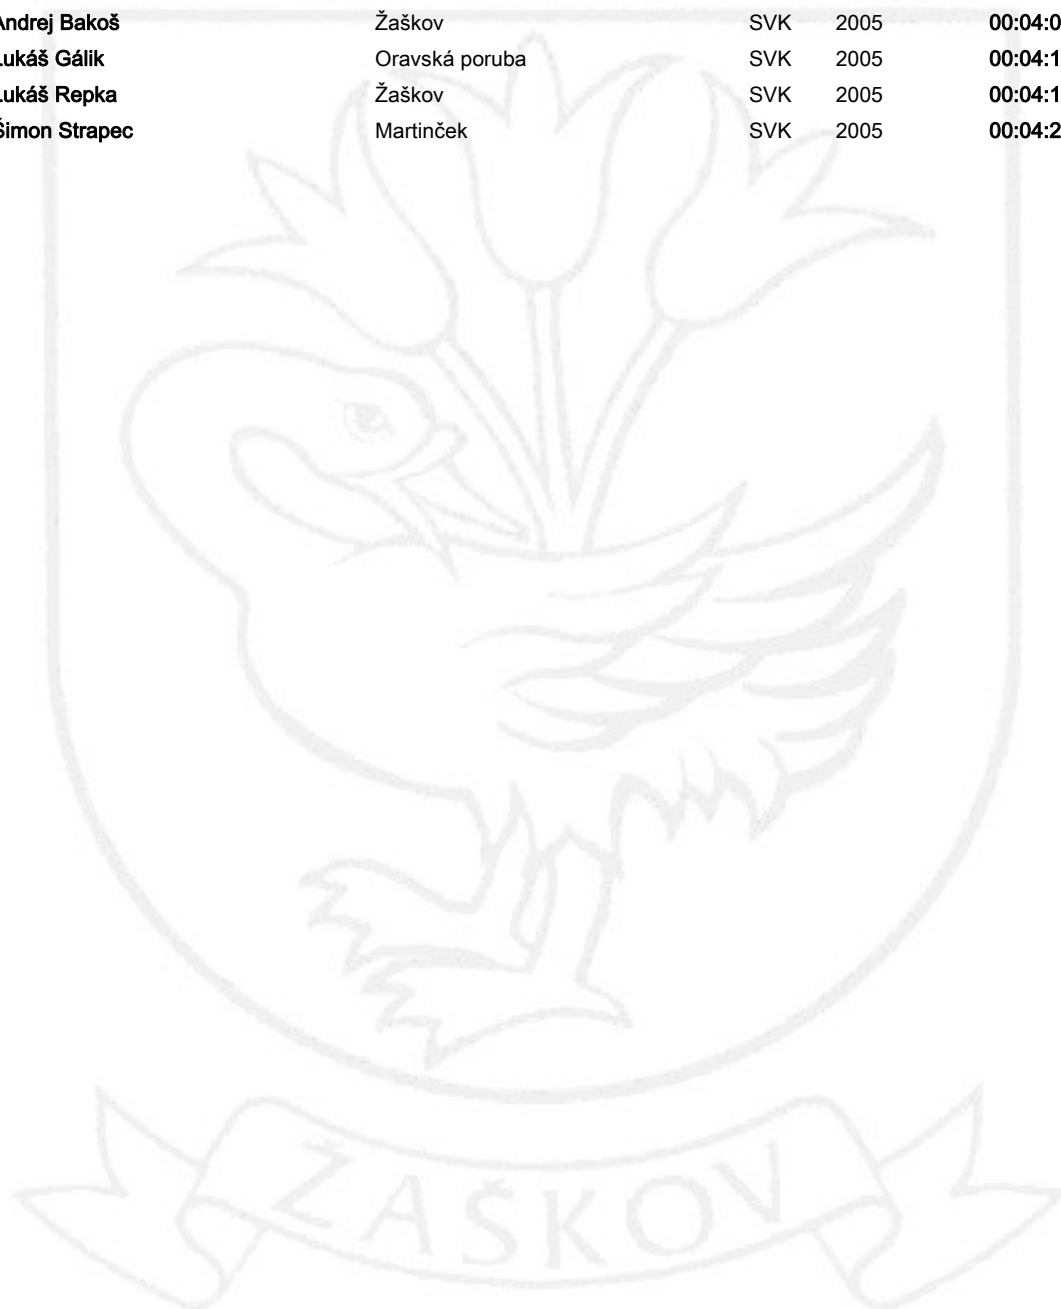 Andrej Bakoš Žaškov SVK 2005 00:04:0
Lukáš Gálik Oravská poruba SVK 2005 00:04:1
Lukáš Repka Žaškov SVK 2005 00:04:1
Šimon Strapec Martinček SVK 2005 00:04:2
ŽAŠKOV